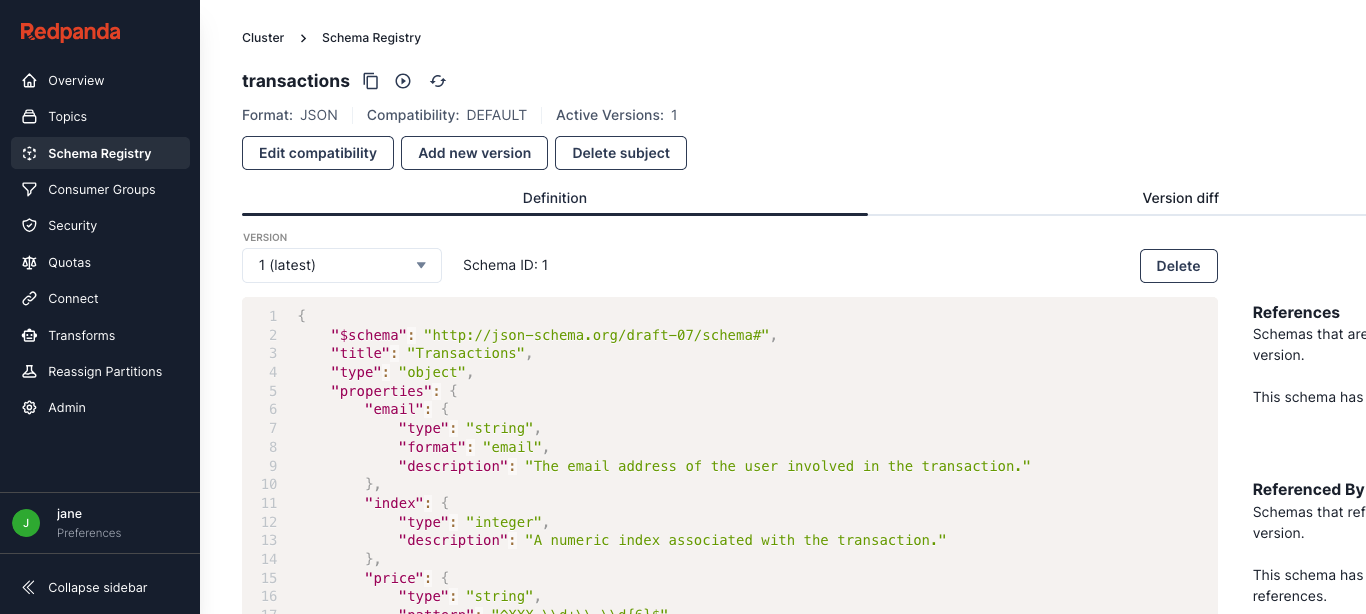 Redpanda
Overview
Topics
Schema Registry
Consumer Groups
Security
Quotas
Connect
Transforms
Reassign Partitions
Admin
J
jane
Preferences
Collapse sidebar
Cluster > Schema Registry
transactions
Format: JSON Compatibility: DEFAULT Active Versions: 1
Edit compatibility Add new version Delete subject
Definition Version diff
VERSION
1 (latest) Schema ID: 1 Delete
1 {
2 "$schema": "http://json-schema.org/draft-07/schema#",
3 "title": "Transactions",
4 "type": "object",
5 "properties": {
6 "email": {
7 "type": "string",
8 "format": "email",
9 "description": "The email address of the user involved in the transaction."
10 },
11 "index": {
12 "type": "integer",
13 "description": "A numeric index associated with the transaction."
14 },
15 "price": {
16 "type": "string",
17 "pattern":
References
Schemas that are
version.
This schema has
Referenced By
Schemas that ref
version.
This schema has
references.